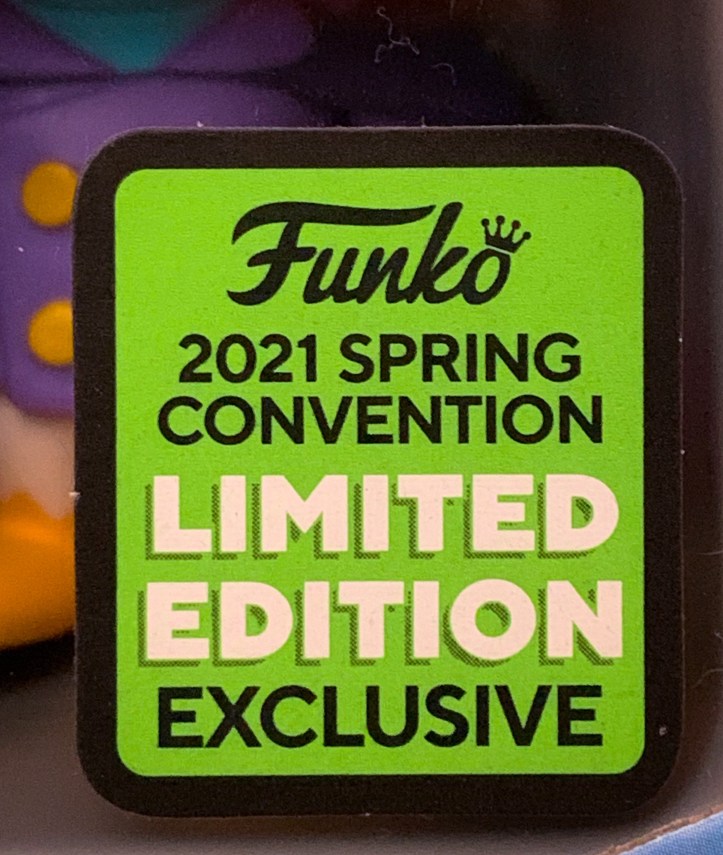 Funko
2021 SPRING
CONVENTION
LIMITED
EDITION
EXCLUSIVE